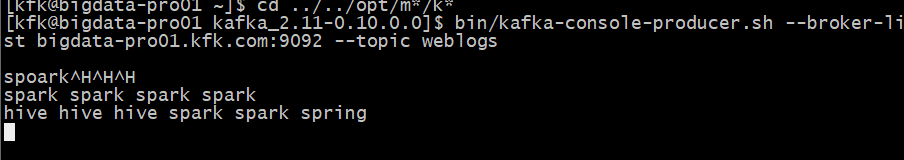 [kfk@bigdata-pro01 ~]$ cd ../../opt/m*/k*
[kfk@bigdata-pro01 kafka_2.11-0.10.0.0]$ bin/kafka-console-producer.sh --broker-li
st bigdata-pro01.kfk.com:9092 --topic weblogs
spoark^H^H^H
spark spark spark spark
hive hive hive spark spark spring